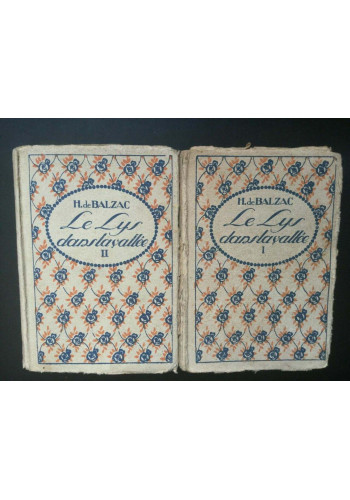 H. de BALZAC
Le Lys
dans la vallée
II
H. de BALZAC
Le Lys
dans la vallée
I